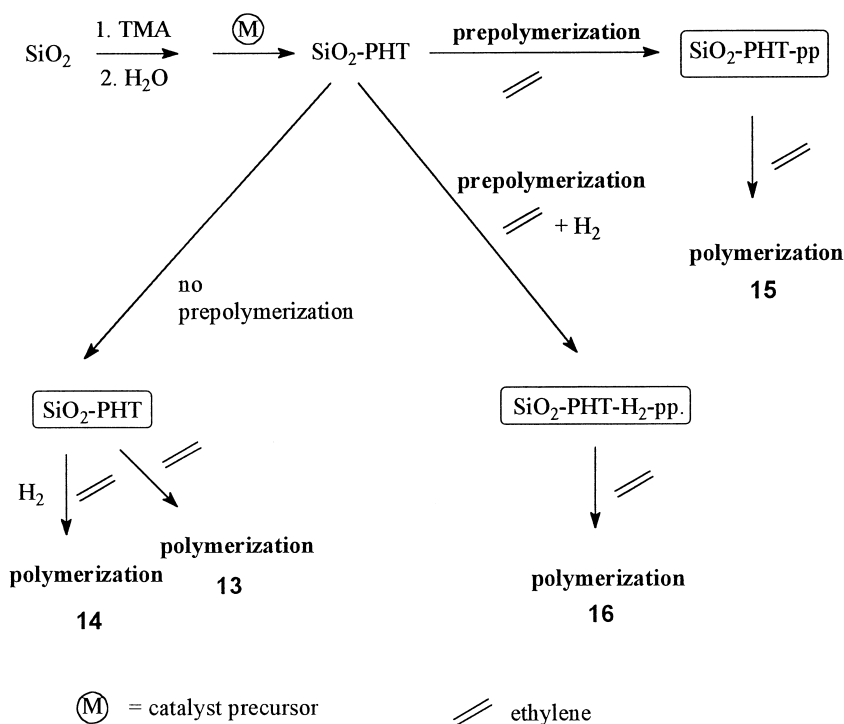 SiO₂
1. TMA
2. H₂O
M
SiO₂-PHT
prepolymerization
SiO₂-PHT-pp
prepolymerization
+ H₂
polymerization
15
no
prepolymerization
SiO₂-PHT
SiO₂-PHT-H₂-pp.
H₂
polymerization
13
polymerization
14
polymerization
16
M = catalyst precursor
ethylene